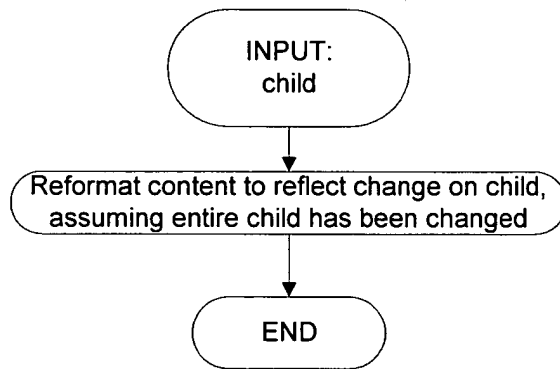 INPUT:
child
Reformat content to reflect change on child,
assuming entire child has been changed
END